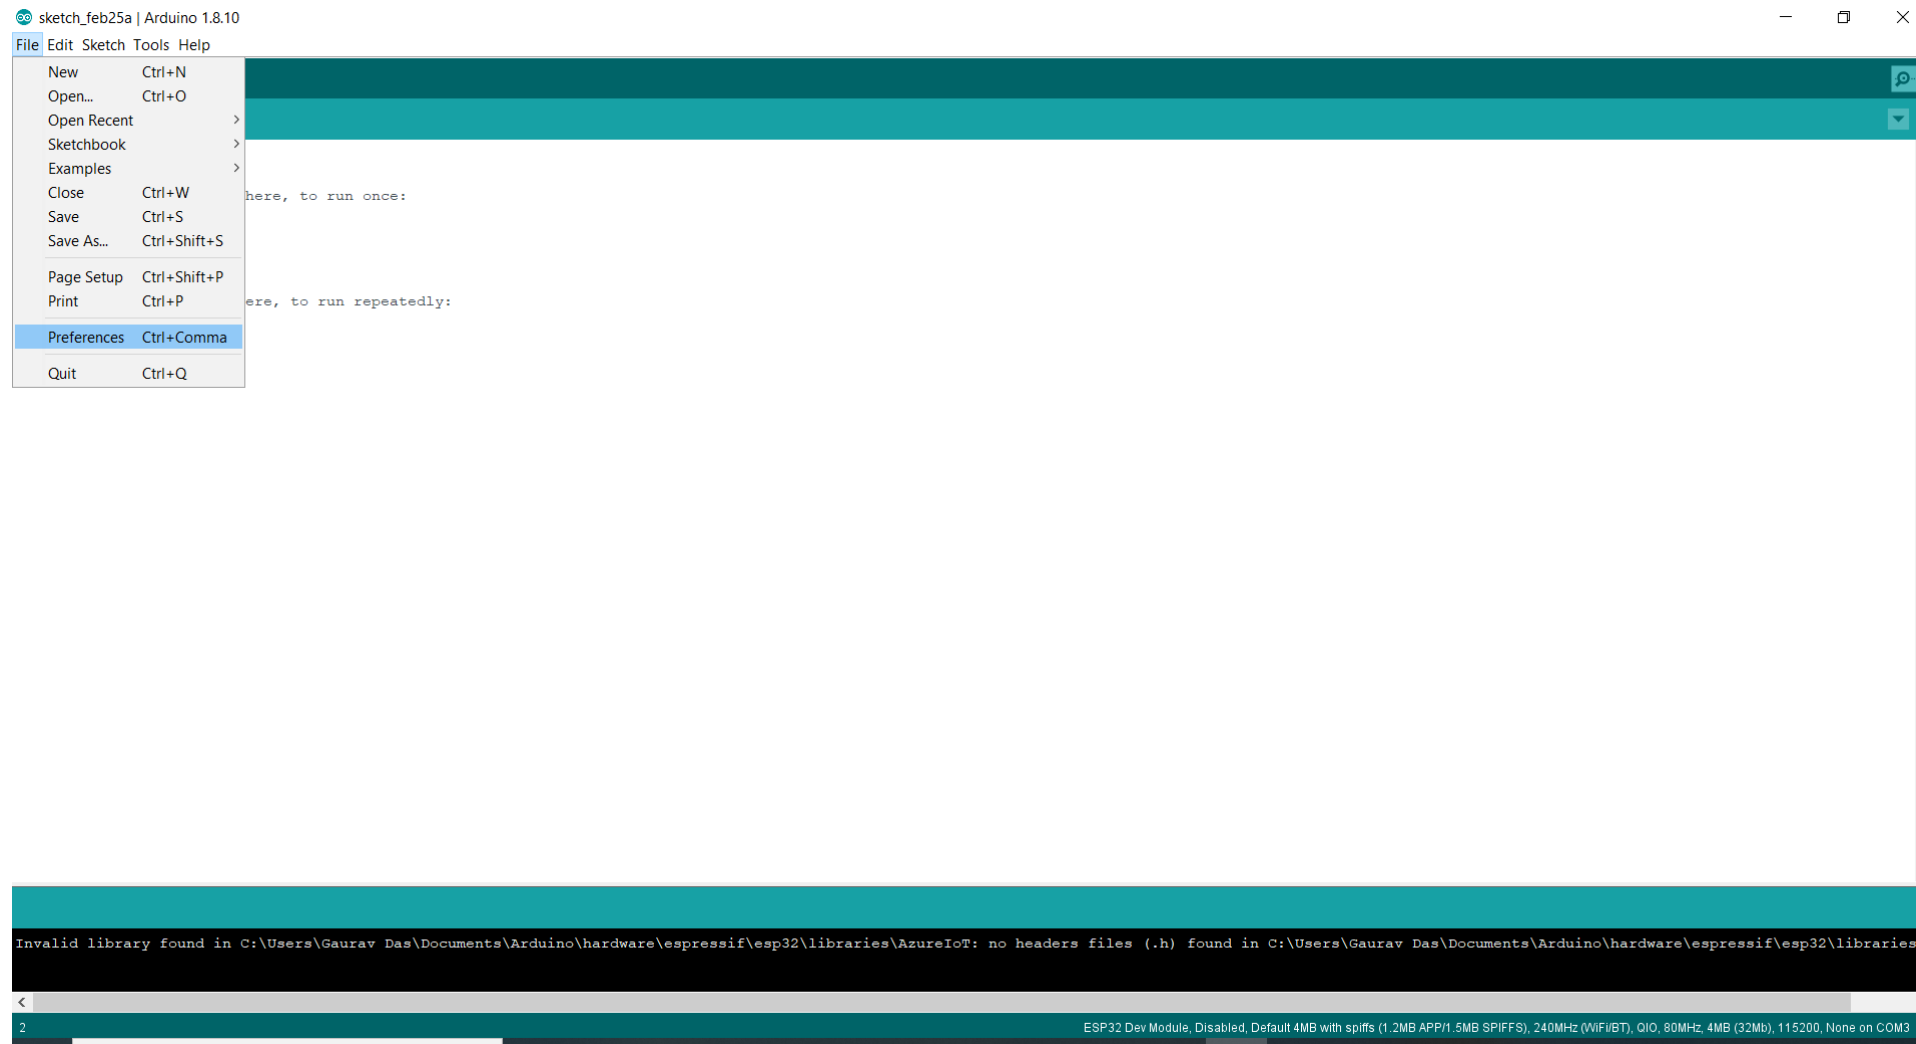 sketch_feb25a | Arduino 1.8.10
File Edit Sketch Tools Help
New Ctrl+N
Open... Ctrl+O
Open Recent
Sketchbook
Examples
Close Ctrl+W
Save Ctrl+S
Save As... Ctrl+Shift+S
Page Setup Ctrl+Shift+P
Print Ctrl+P
Preferences Ctrl+Comma
Quit Ctrl+Q
here, to run once:
ere, to run repeatedly:
Invalid library found in C:\Users\Gaurav Das\Documents\Arduino\hardware\espressif\esp32\libraries\AzureIoT: no headers files (.h) found in C:\Users\Gaurav Das\Documents\Arduino\hardware\espressif\esp32\libraries
2 ESP32 Dev Module, Disabled, Default 4MB with spiffs (1.2MB APP/1.5MB SPIFFS), 240MHz (WiFi/BT), QIO, 80MHz, 4MB (32Mb), 115200, None on COM3